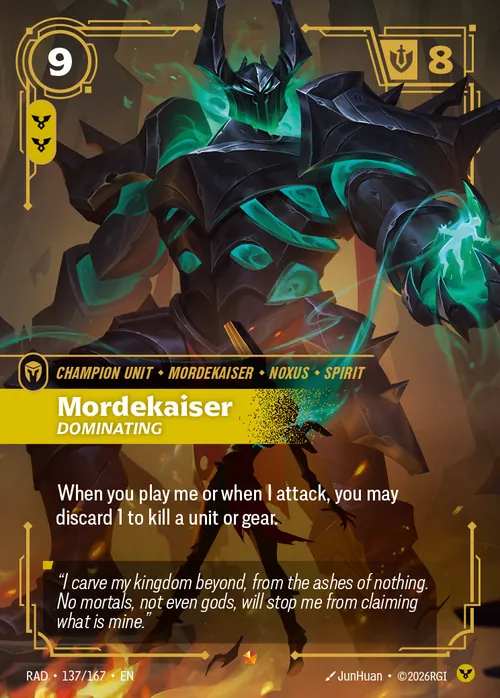 9
8
CHAMPION UNIT • MORDEKAISER • NOXUS • SPIRIT
Mordekaiser
DOMINATING
When you play me or when I attack, you may
discard 1 to kill a unit or gear.
“I carve my kingdom beyond, from the ashes of nothing.
No mortals, not even gods, will stop me from claiming
what is mine.”
RAD • 137/167 • EN
JunHuan • ©2026RGI